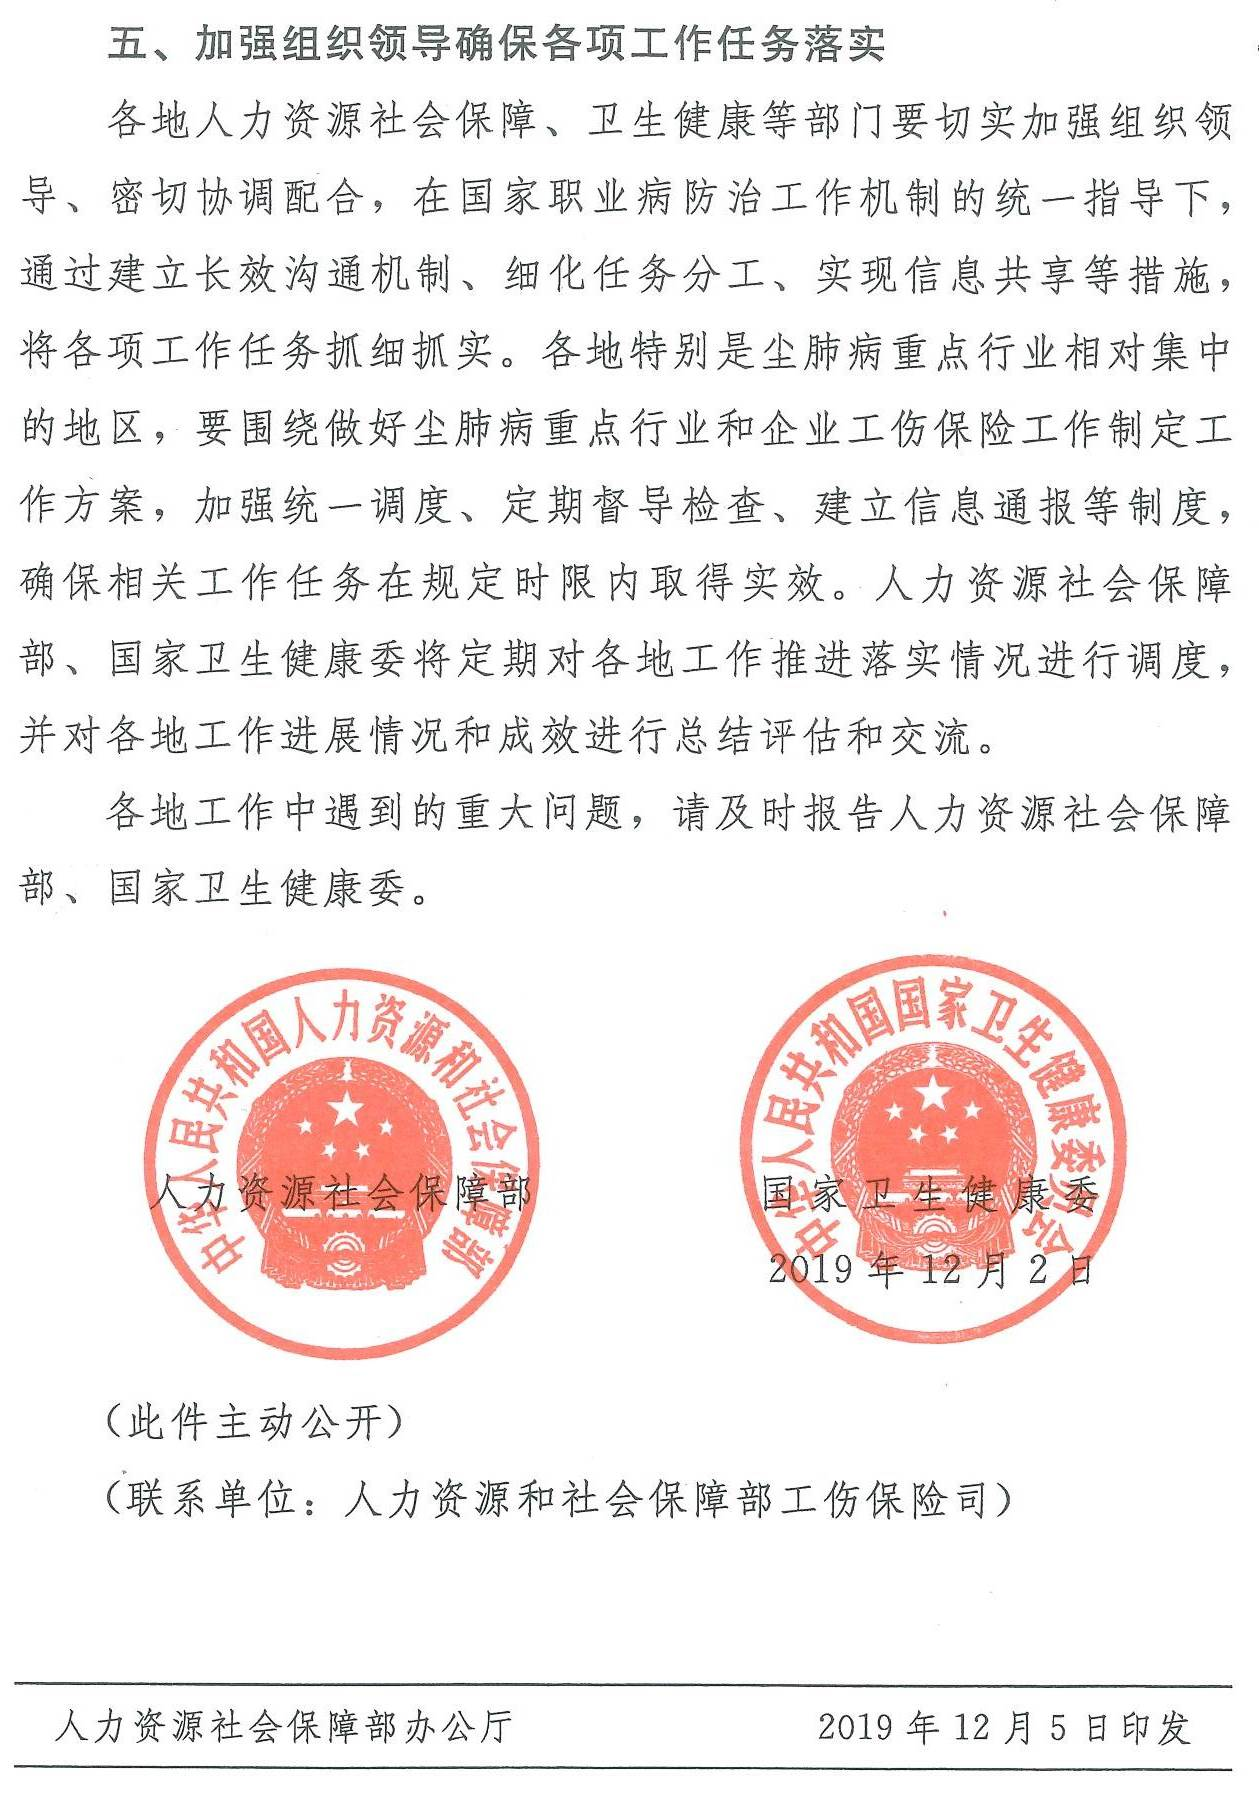 五、加强组织领导确保各项工作任务落实
各地人力资源社会保障、卫生健康等部门要切实加强组织领
导、密切协调配合，在国家职业病防治工作机制的统一指导下，
通过建立长效沟通机制、细化任务分工、实现信息共享等措施，
将各项工作任务抓细抓实。各地特别是尘肺病重点行业相对集中
的地区，要围绕做好尘肺病重点行业和企业工伤保险工作制定工
作方案，加强统一调度、定期督导检查、建立信息通报等制度，
确保相关工作任务在规定时限内取得实效。人力资源社会保障
部、国家卫生健康委将定期对各地工作推进落实情况进行调度，
并对各地工作进展情况和成效进行总结评估和交流。
各地工作中遇到的重大问题，请及时报告人力资源社会保障
部、国家卫生健康委。
中华人民共和国人力资源和社会保障部
中华人民共和国国家卫生健康委员会
人力资源社会保障部
国家卫生健康委
2019年12月2日
（此件主动公开）
（联系单位：人力资源和社会保障部工伤保险司）
人力资源社会保障部办公厅
2019年12月5日印发